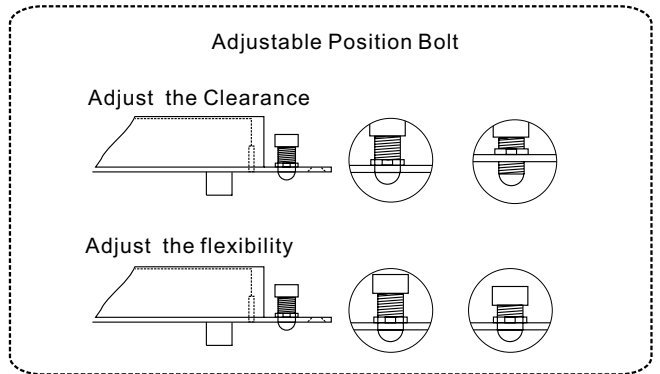 Adjustable Position Bolt
Adjust the Clearance
Adjust the flexibility